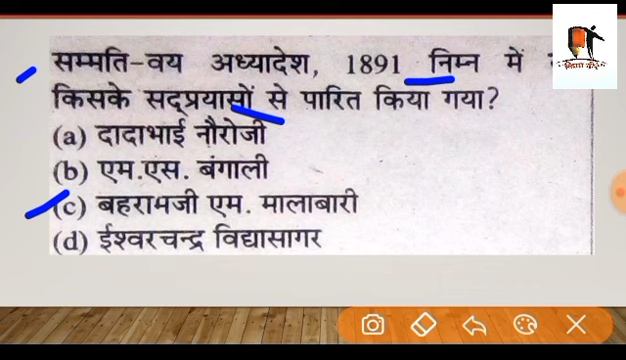 सम्मति-वय अध्यादेश, 1891 निम्न में
किसके सद्प्रयासों से पारित किया गया?
(a) दादाभाई नौरोजी
(b) एम.एस. बंगाली
(c) बहरामजी एम. मालाबारी
(d) ईश्वरचन्द्र विद्यासागर